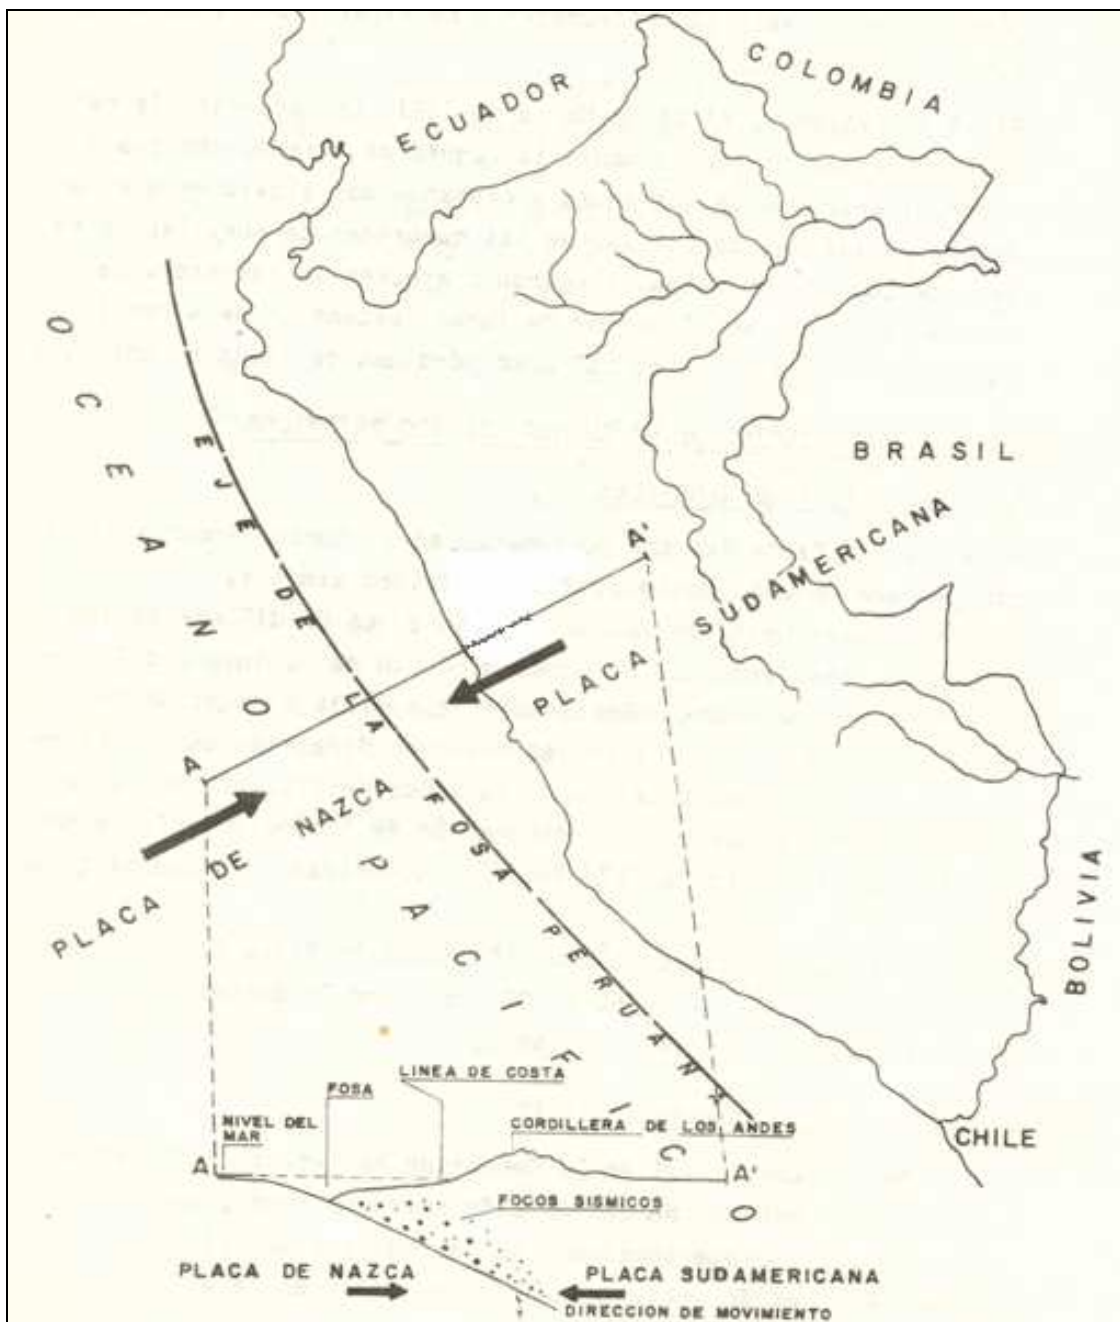 COLOMBIA
ECUADOR
OCEANO
BRASIL
EJE DE LA FOSA PERUANA
A'
PLACA SUDAMERICANA
A
PLACA DE NAZCA
PACIFICO
BOLIVIA
LINEA DE COSTA
FOSA
NIVEL DEL
MAR
CORDILLERA DE LOS ANDES
CHILE
A
A'
FOCOS SISMICOS
PLACA DE NAZCA
PLACA SUDAMERICANA
DIRECCION DE MOVIMIENTO